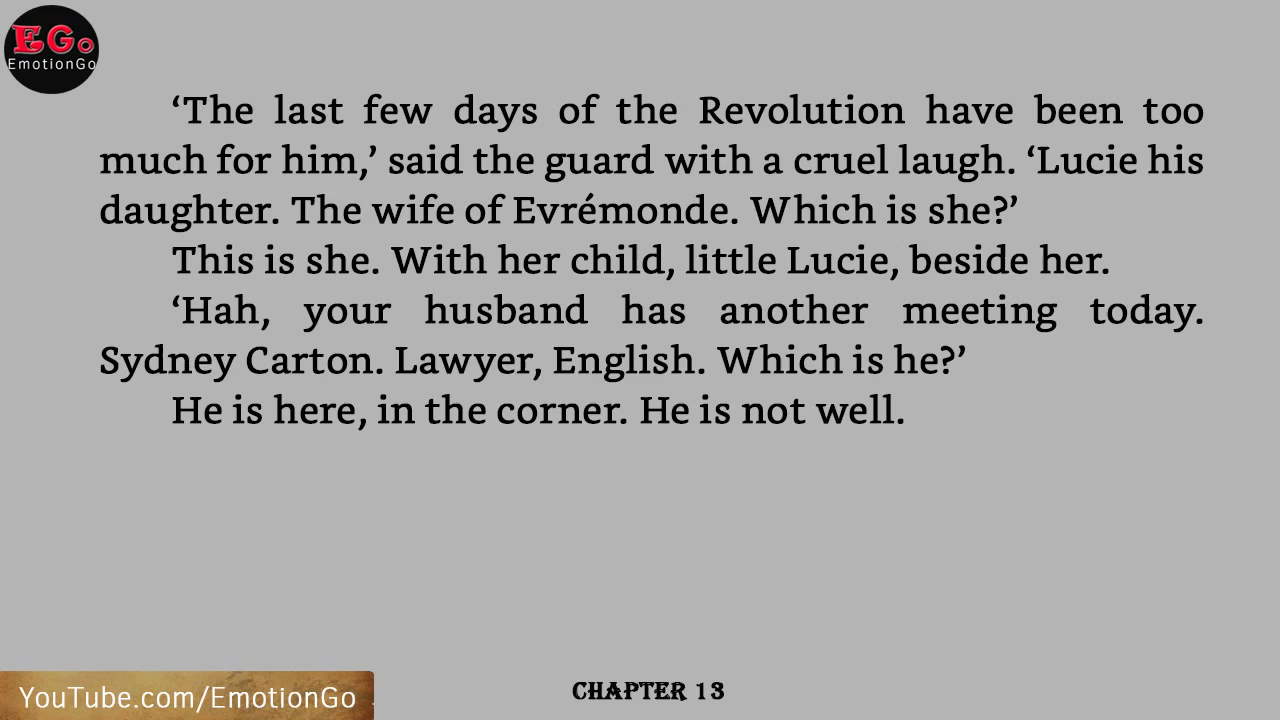 EGo
EmotionGo
‘The last few days of the Revolution have been too
much for him,’ said the guard with a cruel laugh. ‘Lucie his
daughter. The wife of Evrémonde. Which is she?’
This is she. With her child, little Lucie, beside her.
‘Hah, your husband has another meeting today.
Sydney Carton. Lawyer, English. Which is he?’
He is here, in the corner. He is not well.
YouTube.com/EmotionGo
CHAPTER 13